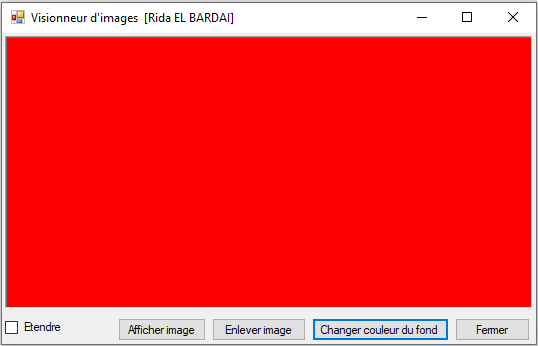 Visionneur d'images [Rida EL BARDAI]
Etendre Afficher image Enlever image Changer couleur du fond Fermer